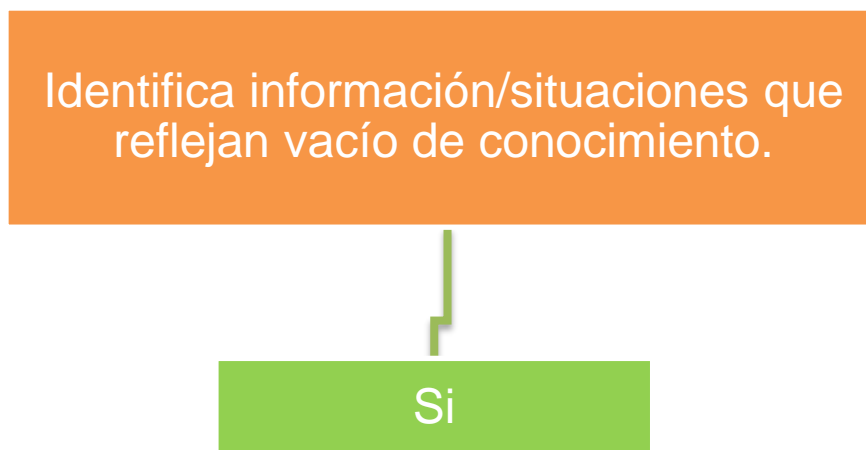 Identifica información/situaciones que
reflejan vacío de conocimiento.
Si